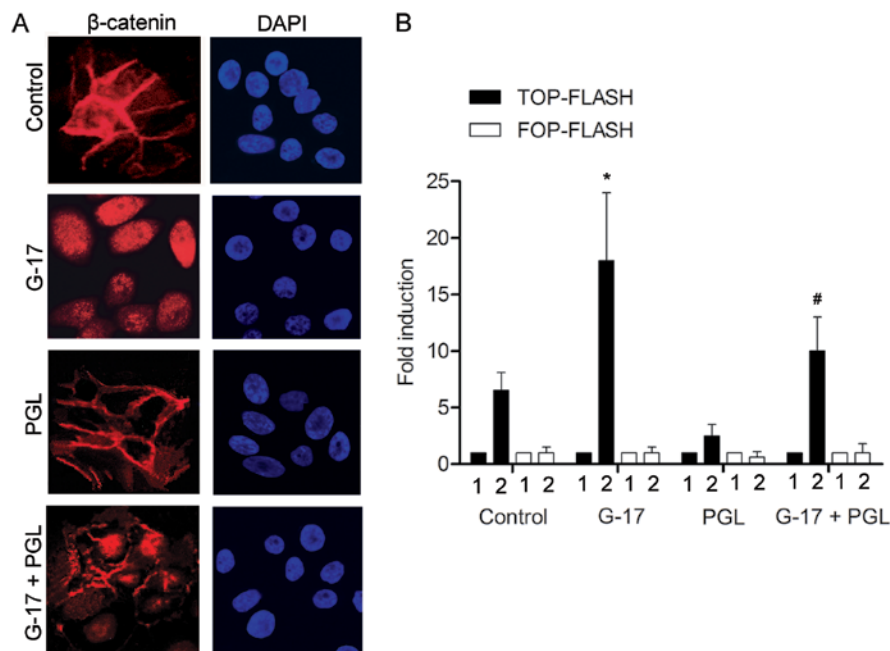 A
β-catenin
DAPI
Control
G-17
PGL
G-17 + PGL
B
TOP-FLASH
FOP-FLASH
Fold induction
25
20
15
10
5
0
*
#
1 2 1 2 1 2 1 2 1 2 1 2 1 2 1 2
Control G-17 PGL G-17 + PGL